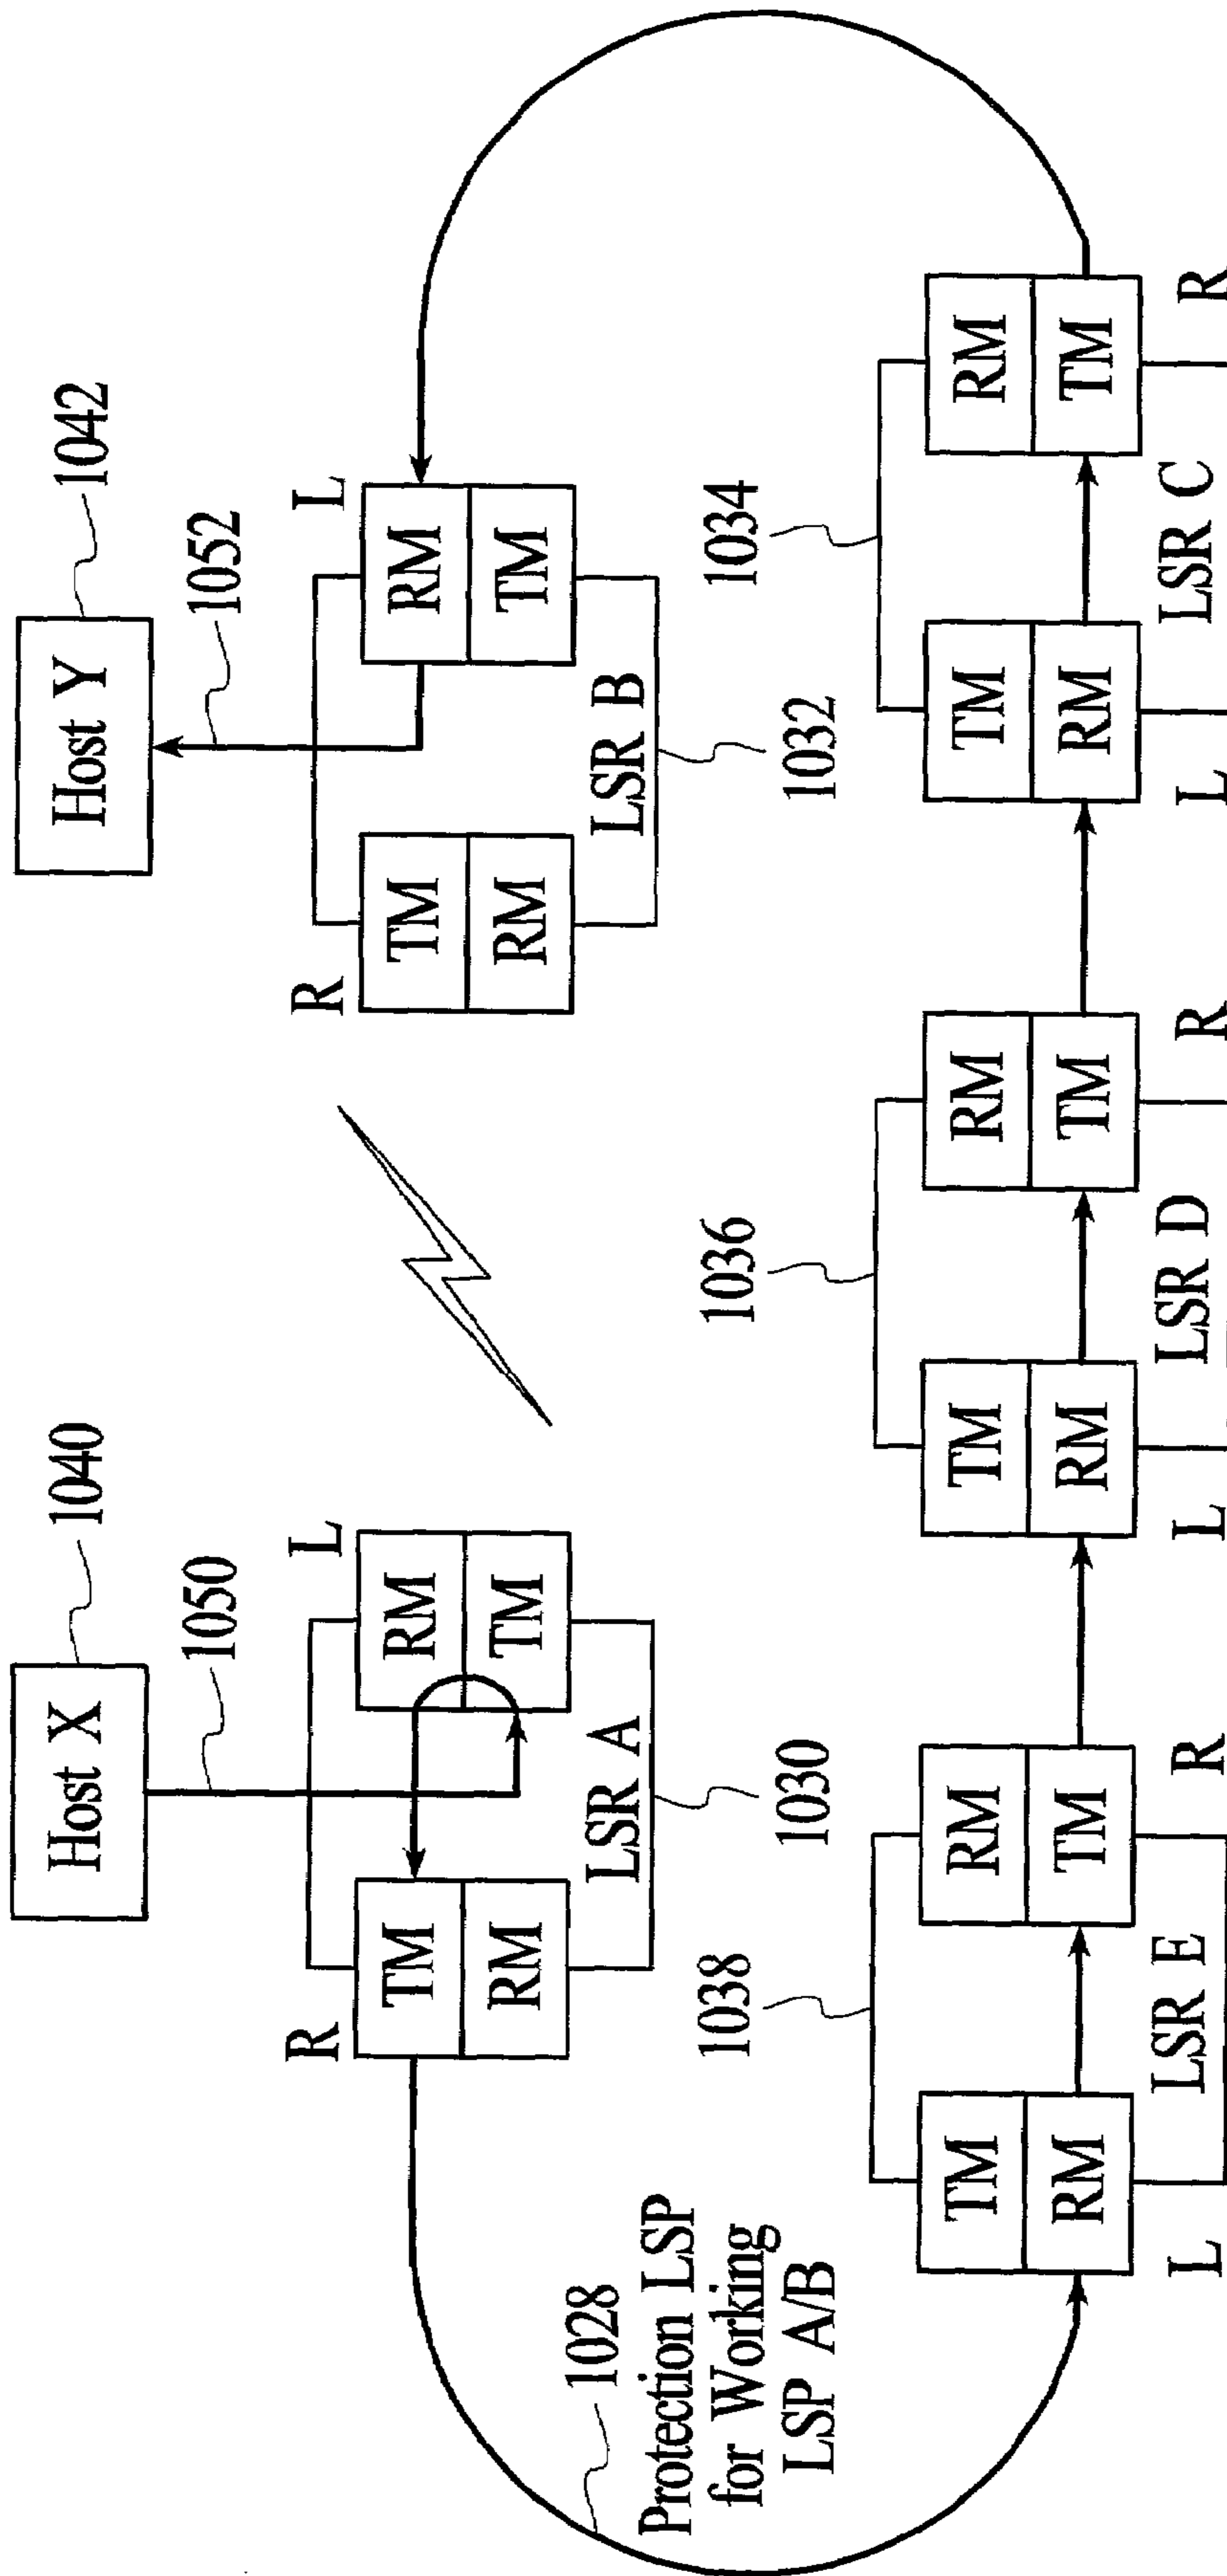 Host X
1040
Host Y
1042
1050
1052
R
L
R
L
TM
RM
TM
RM
RM
TM
RM
TM
LSR A
LSR B
1030
1032
1028
Protection LSP
for Working
LSP A/B
1038
1036
1034
TM
RM
TM
RM
TM
RM
RM
TM
RM
TM
RM
TM
LSR E
LSR D
LSR C
L
R
L
R
L
R